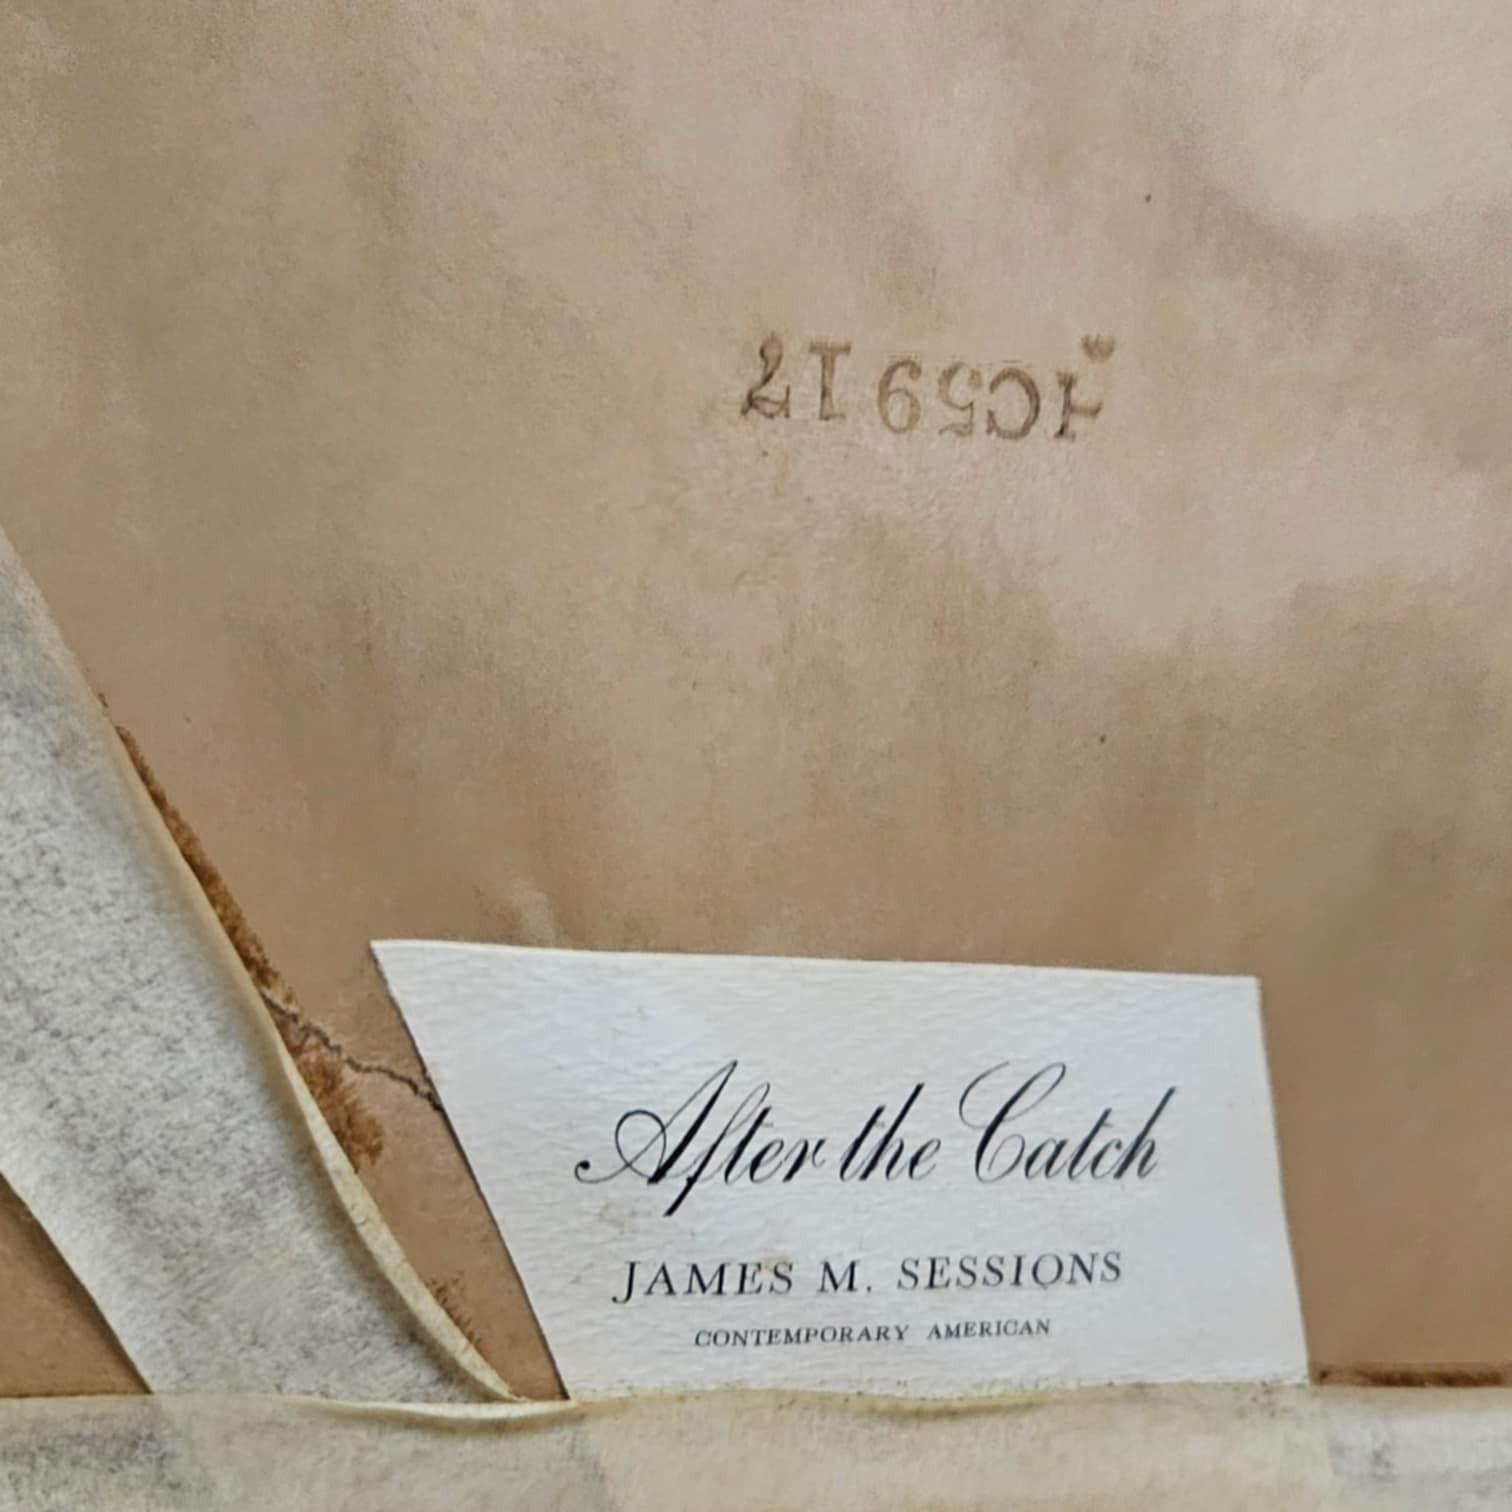 After the Catch
JAMES M. SESSIONS
CONTEMPORARY AMERICAN